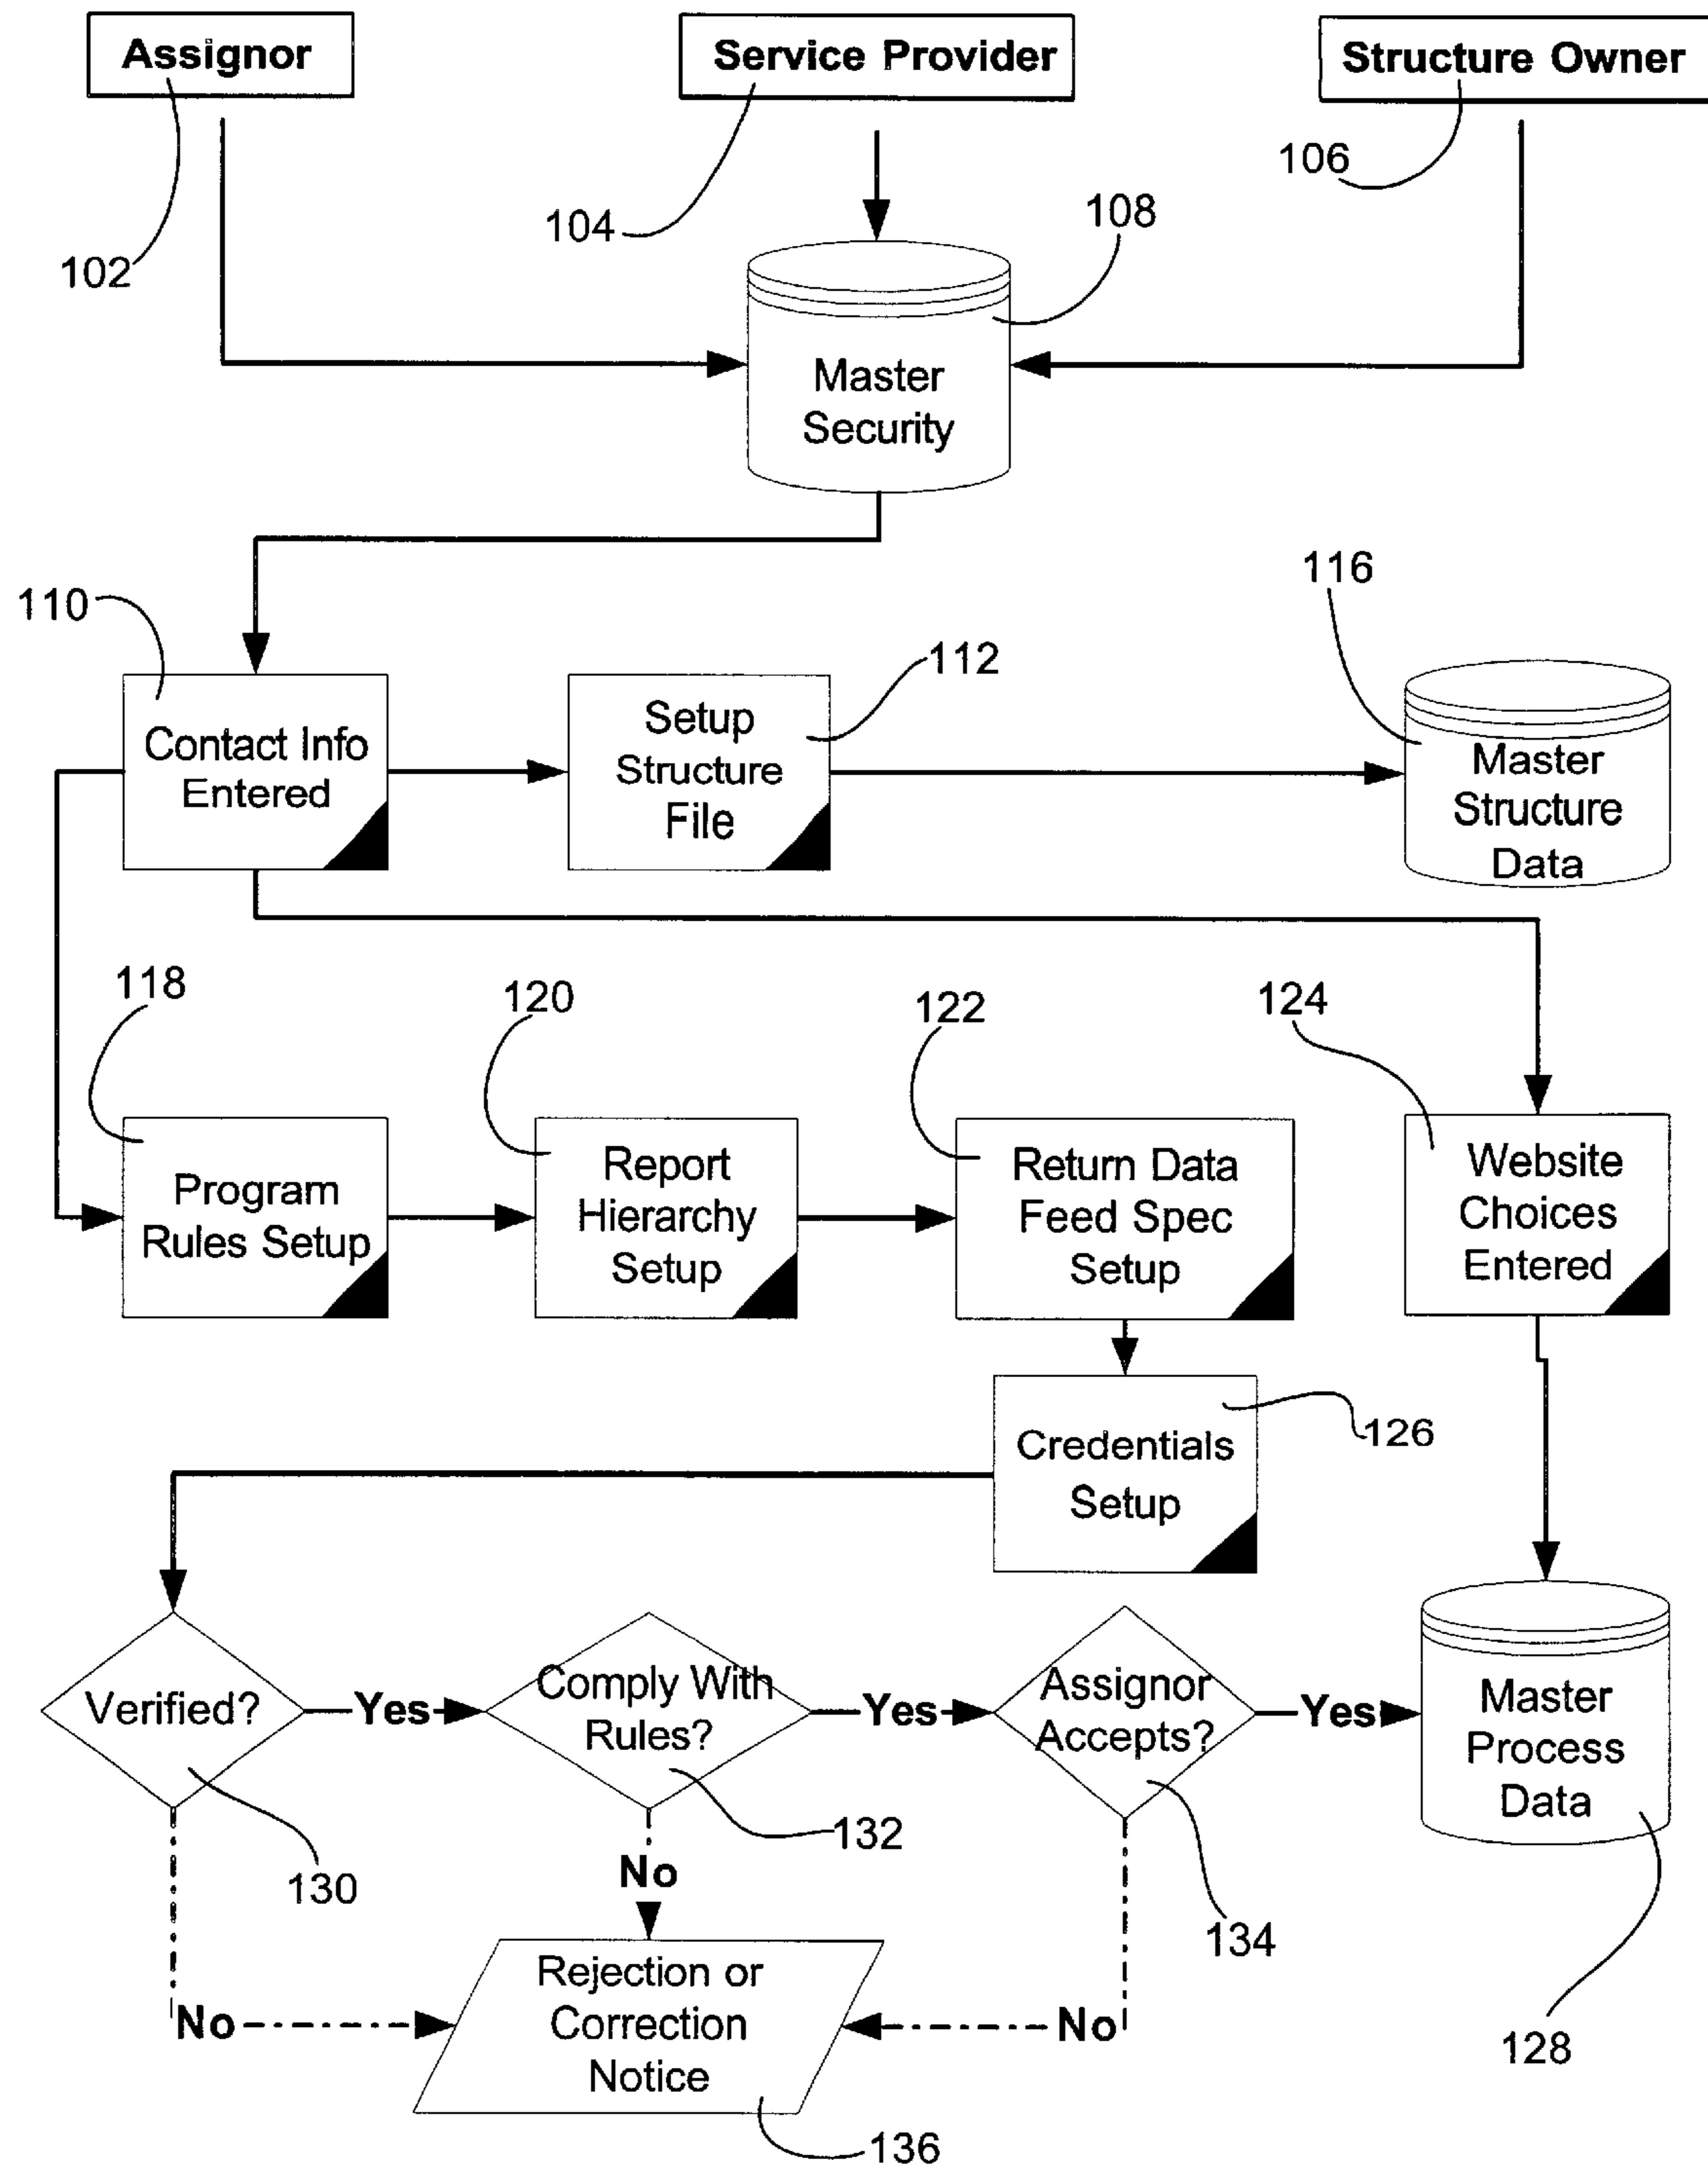 Assignor
Service Provider
Structure Owner
102
104
106
108
Master
Security
110
112
116
Contact Info
Entered
Setup
Structure
File
Master
Structure
Data
118
120
122
124
Program
Rules Setup
Report
Hierarchy
Setup
Return Data
Feed Spec
Setup
Website
Choices
Entered
126
Credentials
Setup
Verified?
Yes
Comply With
Rules?
Yes
Assignor
Accepts?
Yes
Master
Process
Data
130
132
134
128
No
No
No
Rejection or
Correction
Notice
136